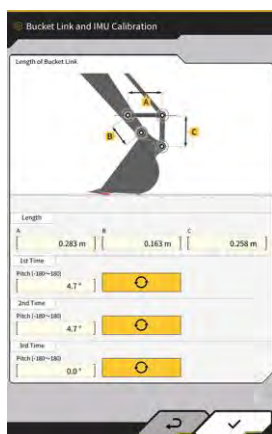 Bucket Link and IMU Calibration
Length of Bucket Link
A
B
C
Length
A B C
[ 0.283 m ] [ 0.163 m ] [ 0.258 m ]
1st Time
Pitch (-180~180)
[ 4.7° ]
2nd Time
Pitch (-180~180)
[ 4.7° ]
3rd Time
Pitch (-180~180)
[ 0.0° ]